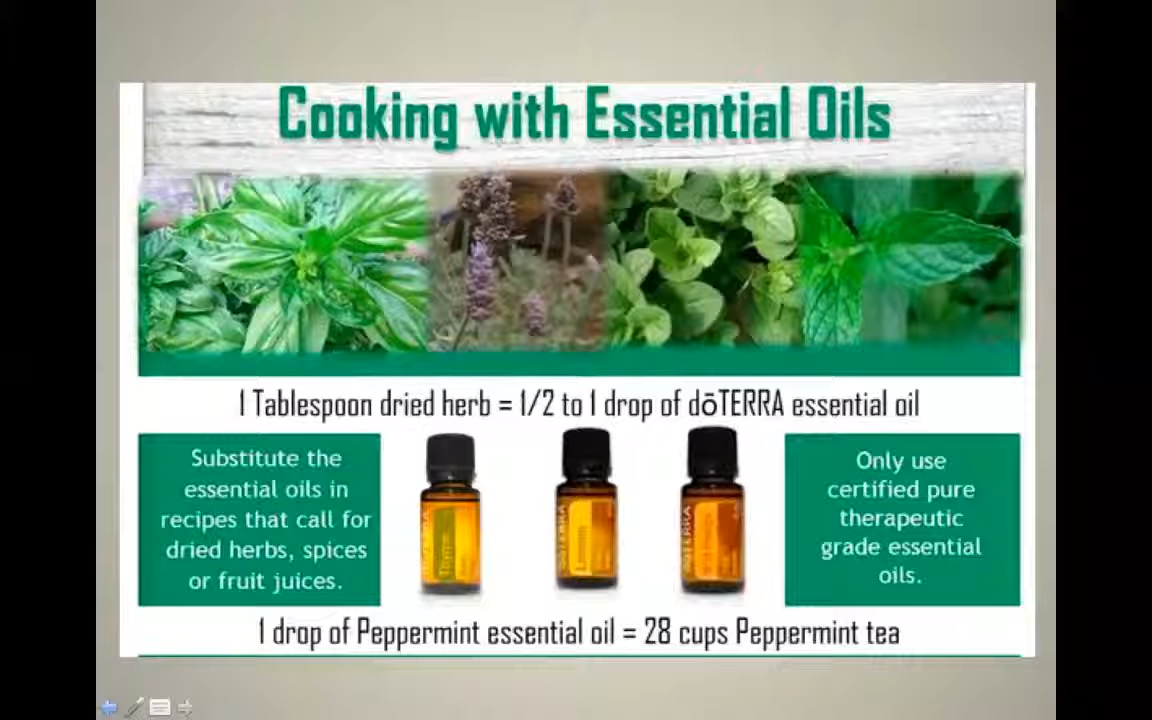 Cooking with Essential Oils
1 Tablespoon dried herb = 1/2 to 1 drop of dōTERRA essential oil
Substitute the
essential oils in
recipes that call for
dried herbs, spices
or fruit juices.
Only use
certified pure
therapeutic
grade essential
oils.
1 drop of Peppermint essential oil = 28 cups Peppermint tea